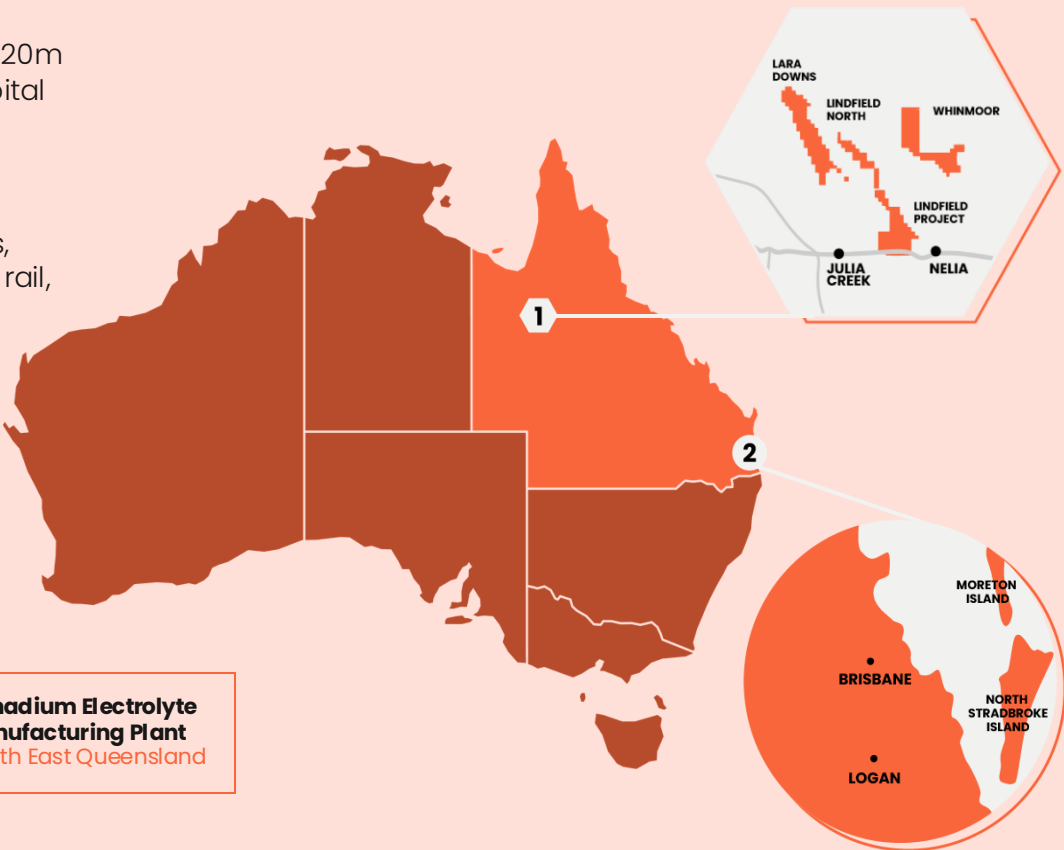 20m
ital
rail,
LARA
DOWNS
LINDFIELD
NORTH
WHINMOOR
LINDFIELD
PROJECT
JULIA
CREEK
NELIA
1
2
MORETON
ISLAND
BRISBANE
NORTH
STRADBROKE
ISLAND
LOGAN
nadium Electrolyte
nufacturing Plant
th East Queensland